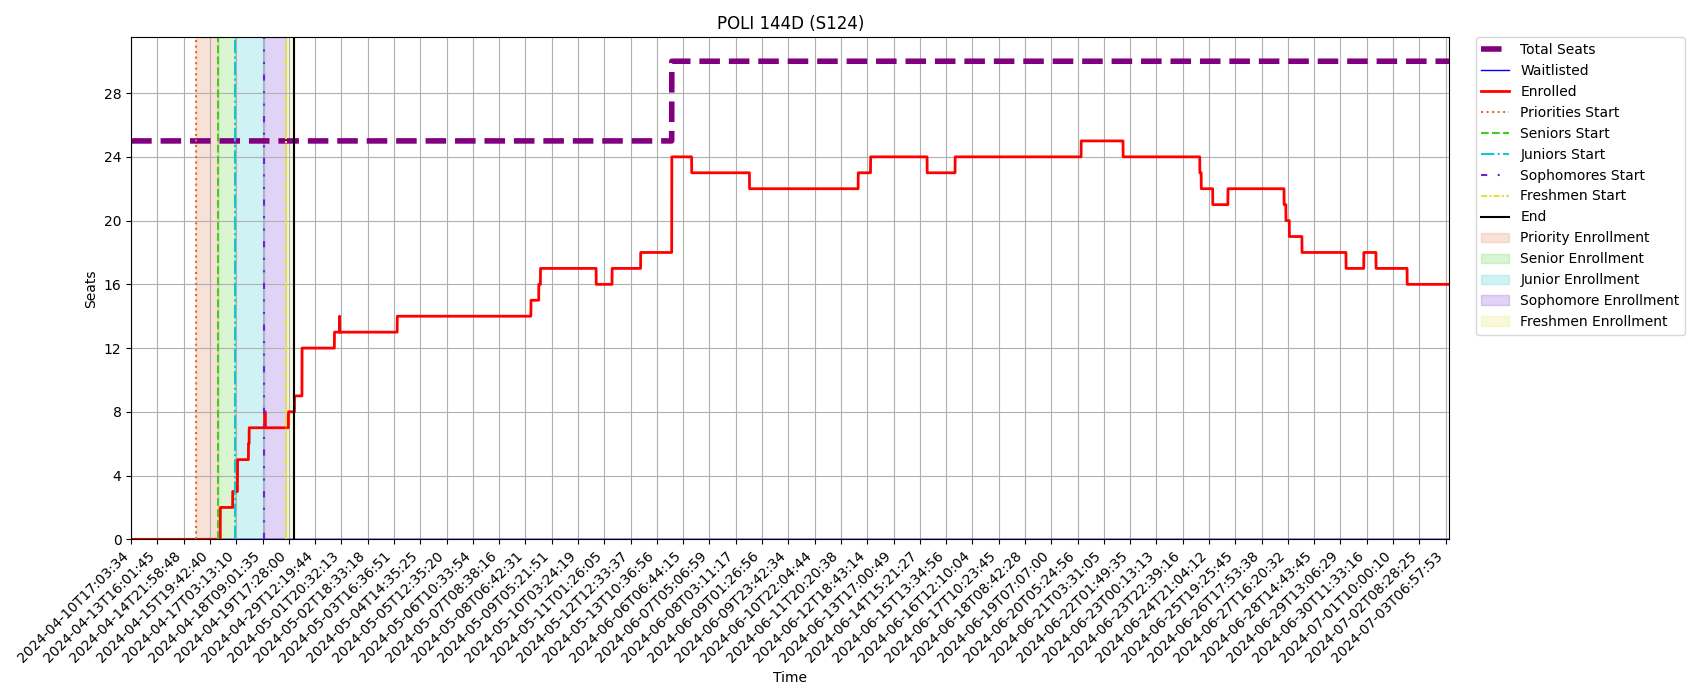 POLI 144D (S124)
Seats
28
24
20
16
12
8
4
0
2024-04-10T17:03:34
2024-04-13T16:01:45
2024-04-14T21:58:48
2024-04-15T19:42:40
2024-04-17T03:13:10
2024-04-18T09:01:35
2024-04-19T17:28:00
2024-04-29T12:19:44
2024-05-01T20:32:13
2024-05-02T18:33:18
2024-05-03T16:36:51
2024-05-04T14:35:25
2024-05-05T12:35:20
2024-05-06T10:33:54
2024-05-07T08:38:16
2024-05-08T06:42:31
2024-05-09T05:21:51
2024-05-10T03:24:19
2024-05-11T01:26:05
2024-05-12T12:33:37
2024-05-13T10:36:56
2024-06-06T06:44:15
2024-06-07T05:06:59
2024-06-08T03:11:17
2024-06-09T01:26:56
2024-06-09T23:42:34
2024-06-10T22:04:44
2024-06-11T20:20:38
2024-06-12T18:43:14
2024-06-13T17:00:49
2024-06-14T15:21:27
2024-06-15T13:34:56
2024-06-16T12:10:04
2024-06-17T10:23:45
2024-06-18T08:42:28
2024-06-19T07:07:00
2024-06-20T05:24:56
2024-06-21T03:31:05
2024-06-22T01:49:35
2024-06-23T00:13:13
2024-06-23T22:39:16
2024-06-24T21:04:12
2024-06-25T19:25:45
2024-06-26T17:53:38
2024-06-27T16:20:32
2024-06-28T14:43:45
2024-06-29T13:06:29
2024-06-30T11:33:16
2024-07-01T10:00:10
2024-07-02T08:28:25
2024-07-03T06:57:53
Time
Total Seats
Waitlisted
Enrolled
Priorities Start
Seniors Start
Juniors Start
Sophomores Start
Freshmen Start
End
Priority Enrollment
Senior Enrollment
Junior Enrollment
Sophomore Enrollment
Freshmen Enrollment